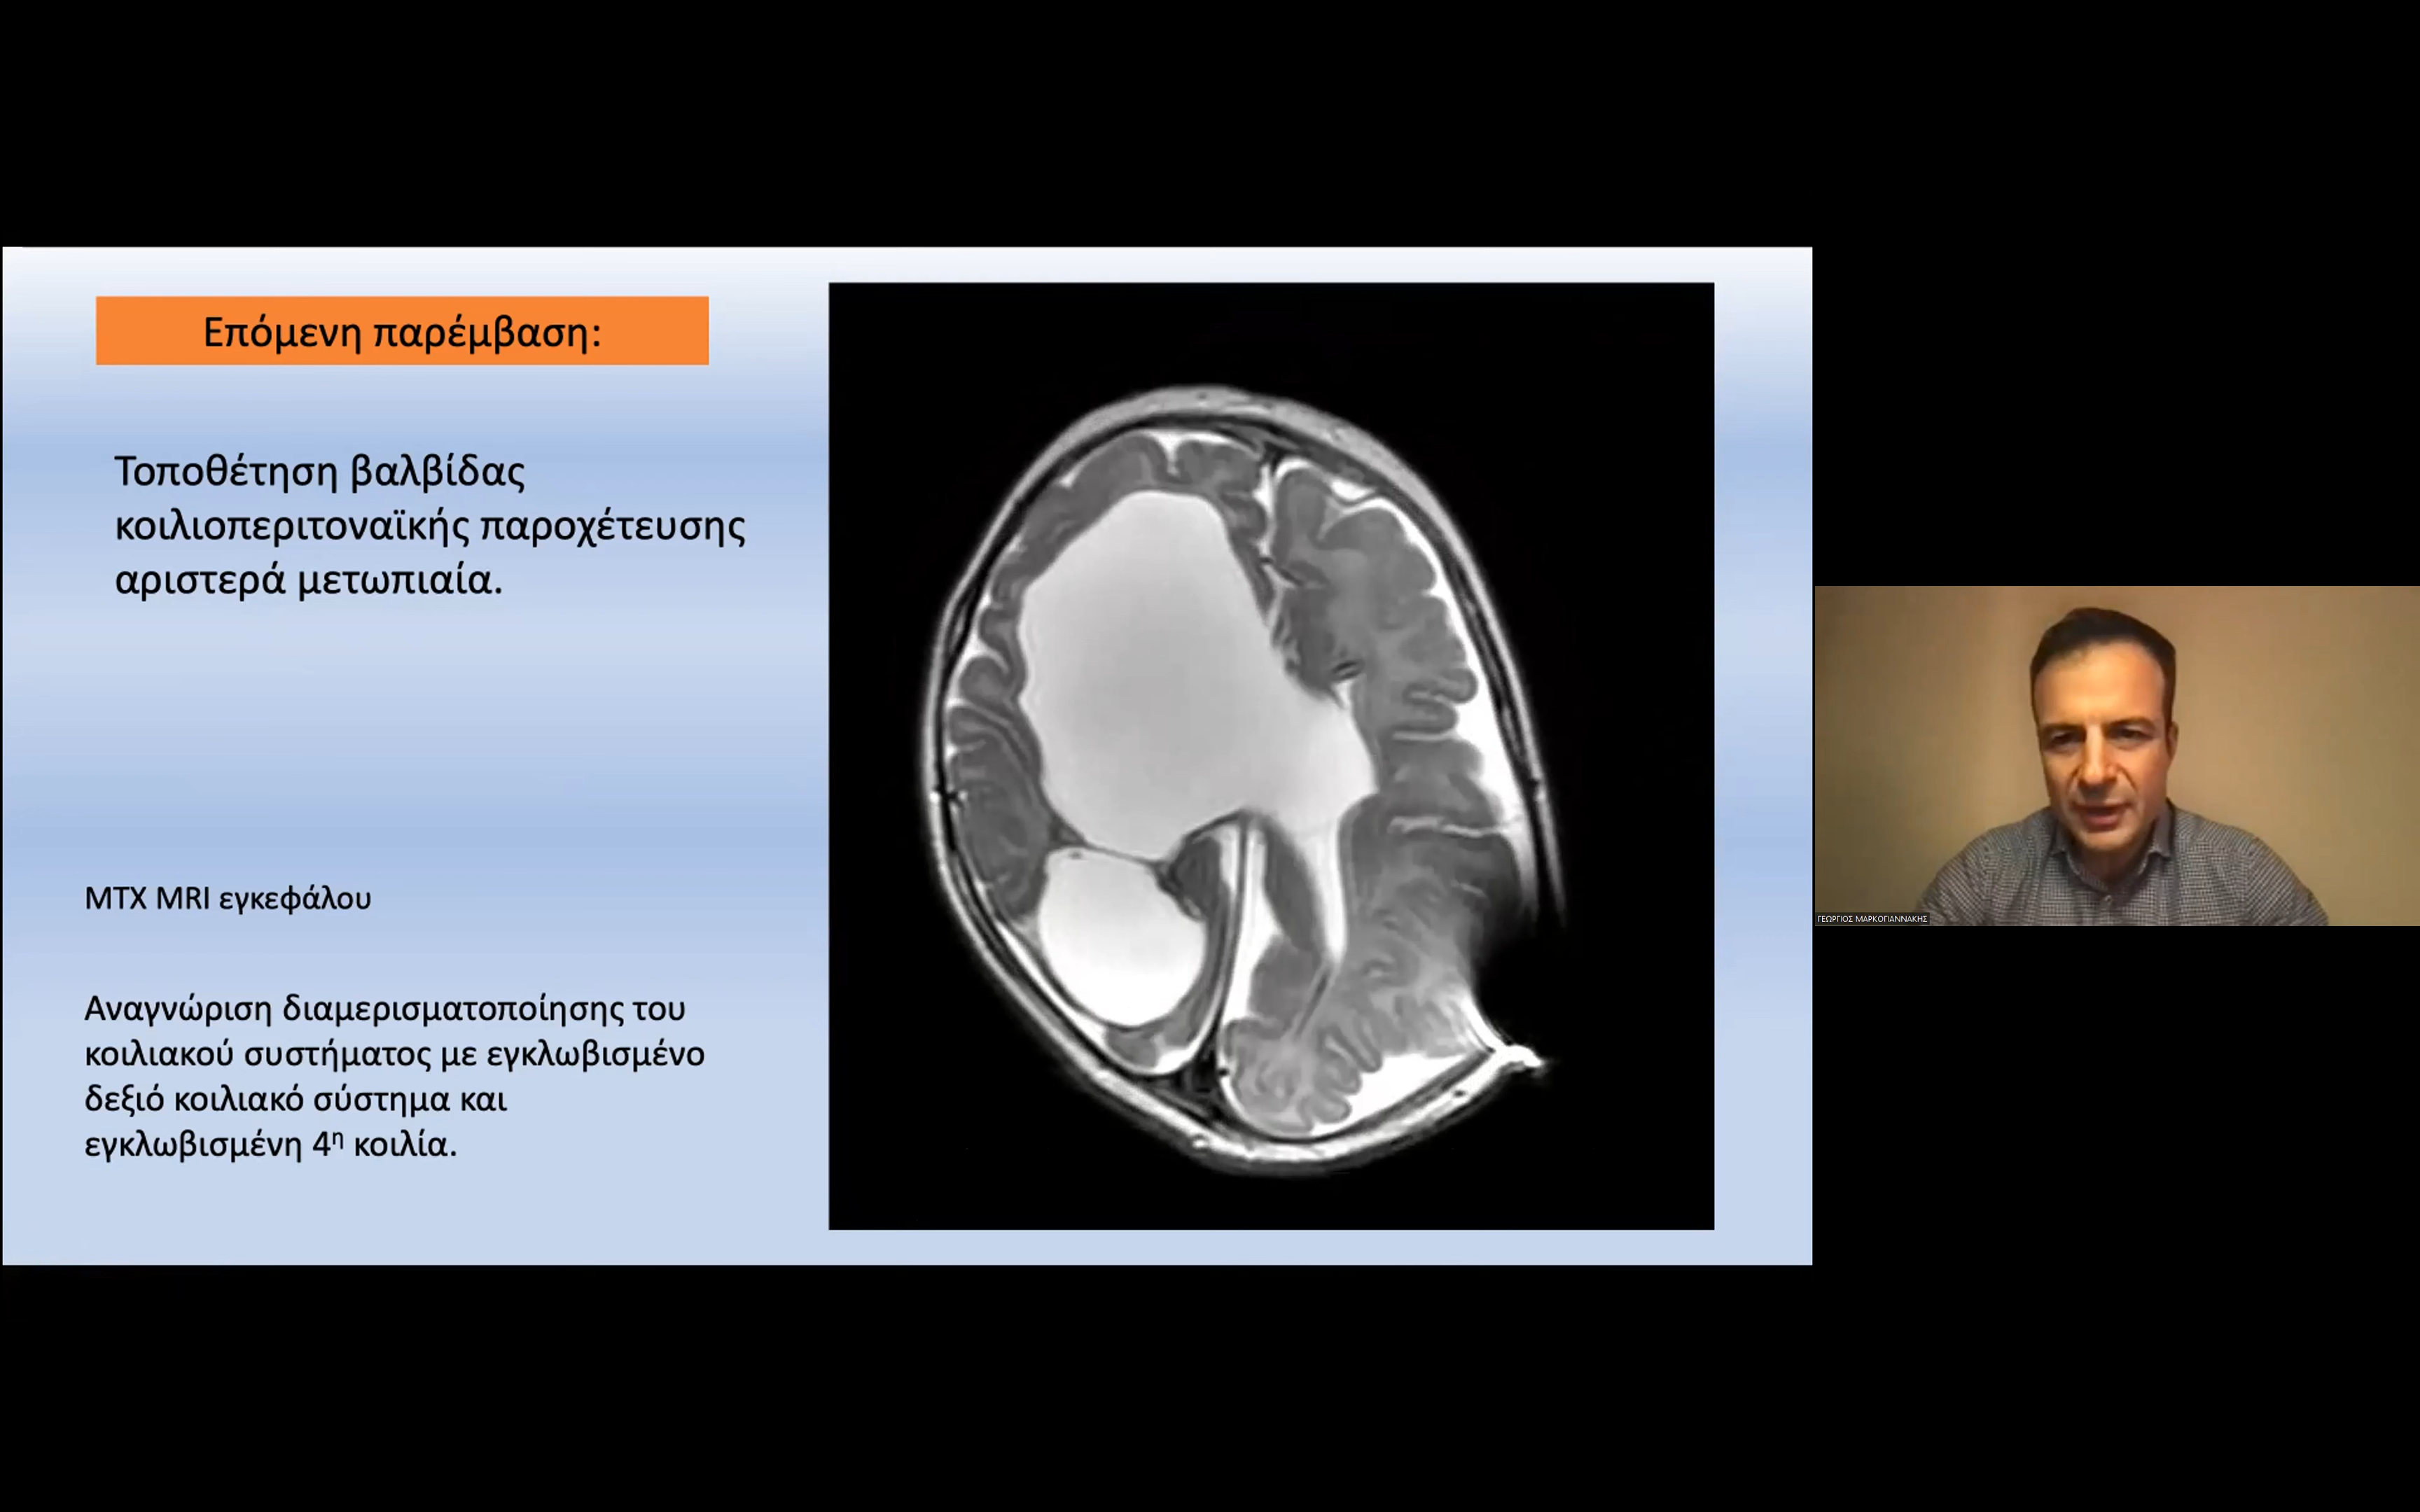 Επόμενη παρέμβαση:
Τοποθέτηση βαλβίδας
κοιλιοπεριτοναϊκής παροχέτευσης
αριστερά μετωπιαία.
ΜΤΧ MRI εγκεφάλου
Αναγνώριση διαμερισματοποίησης του
κοιλιακού συστήματος με εγκλωβισμένο
δεξιό κοιλιακό σύστημα και
εγκλωβισμένη 4η κοιλία.
ΓΕΩΡΓΙΟΣ ΜΑΡΚΟΓΙΑΝΝΑΚΗΣ